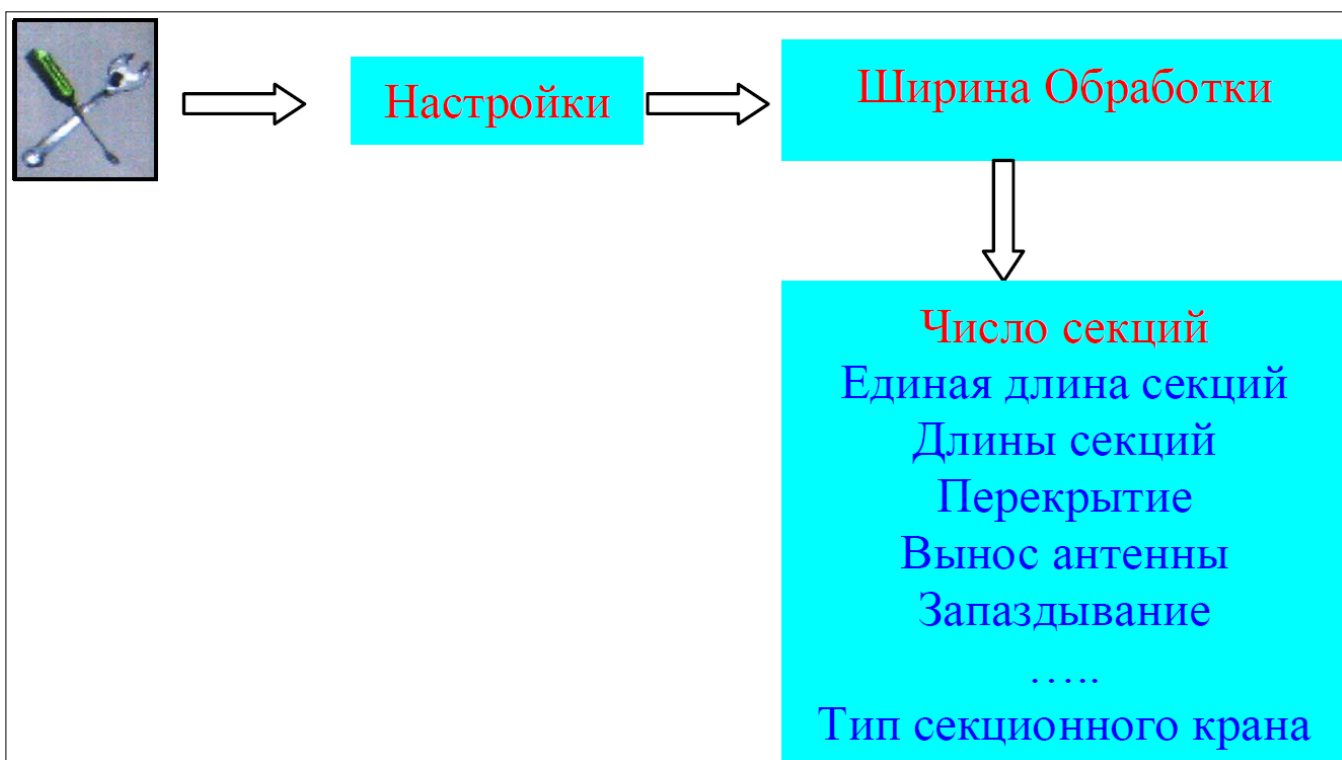 Настройки
Ширина Обработки
Число секций
Единая длина секций
Длины секций
Перекрытие
Вынос антенны
Запаздывание
…..
Тип секционного крана